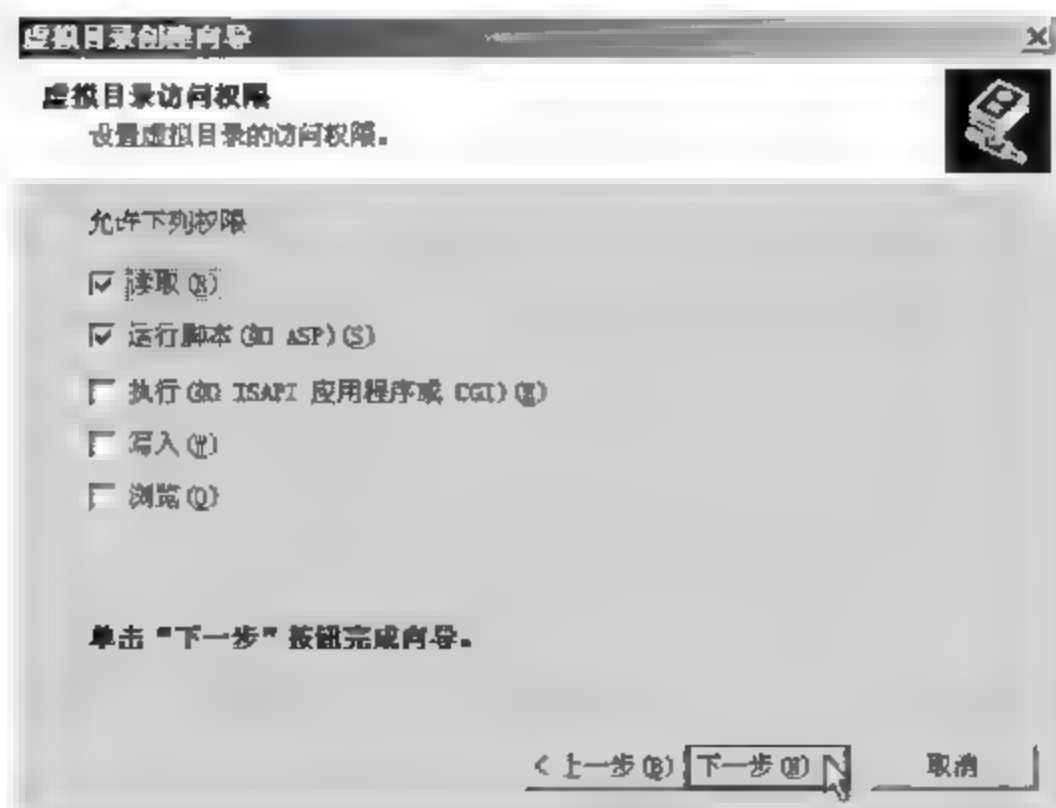 虚拟目录创建向导
虚拟目录访问权限
设置虚拟目录的访问权限。
允许下列权限
读取(R)
运行脚本(如 ASP)(S)
执行(如 ISAPI 应用程序或 CGI)(E)
写入(W)
浏览(O)
单击"下一步"按钮完成向导。
< 上一步(B) 下一步(N) 取消